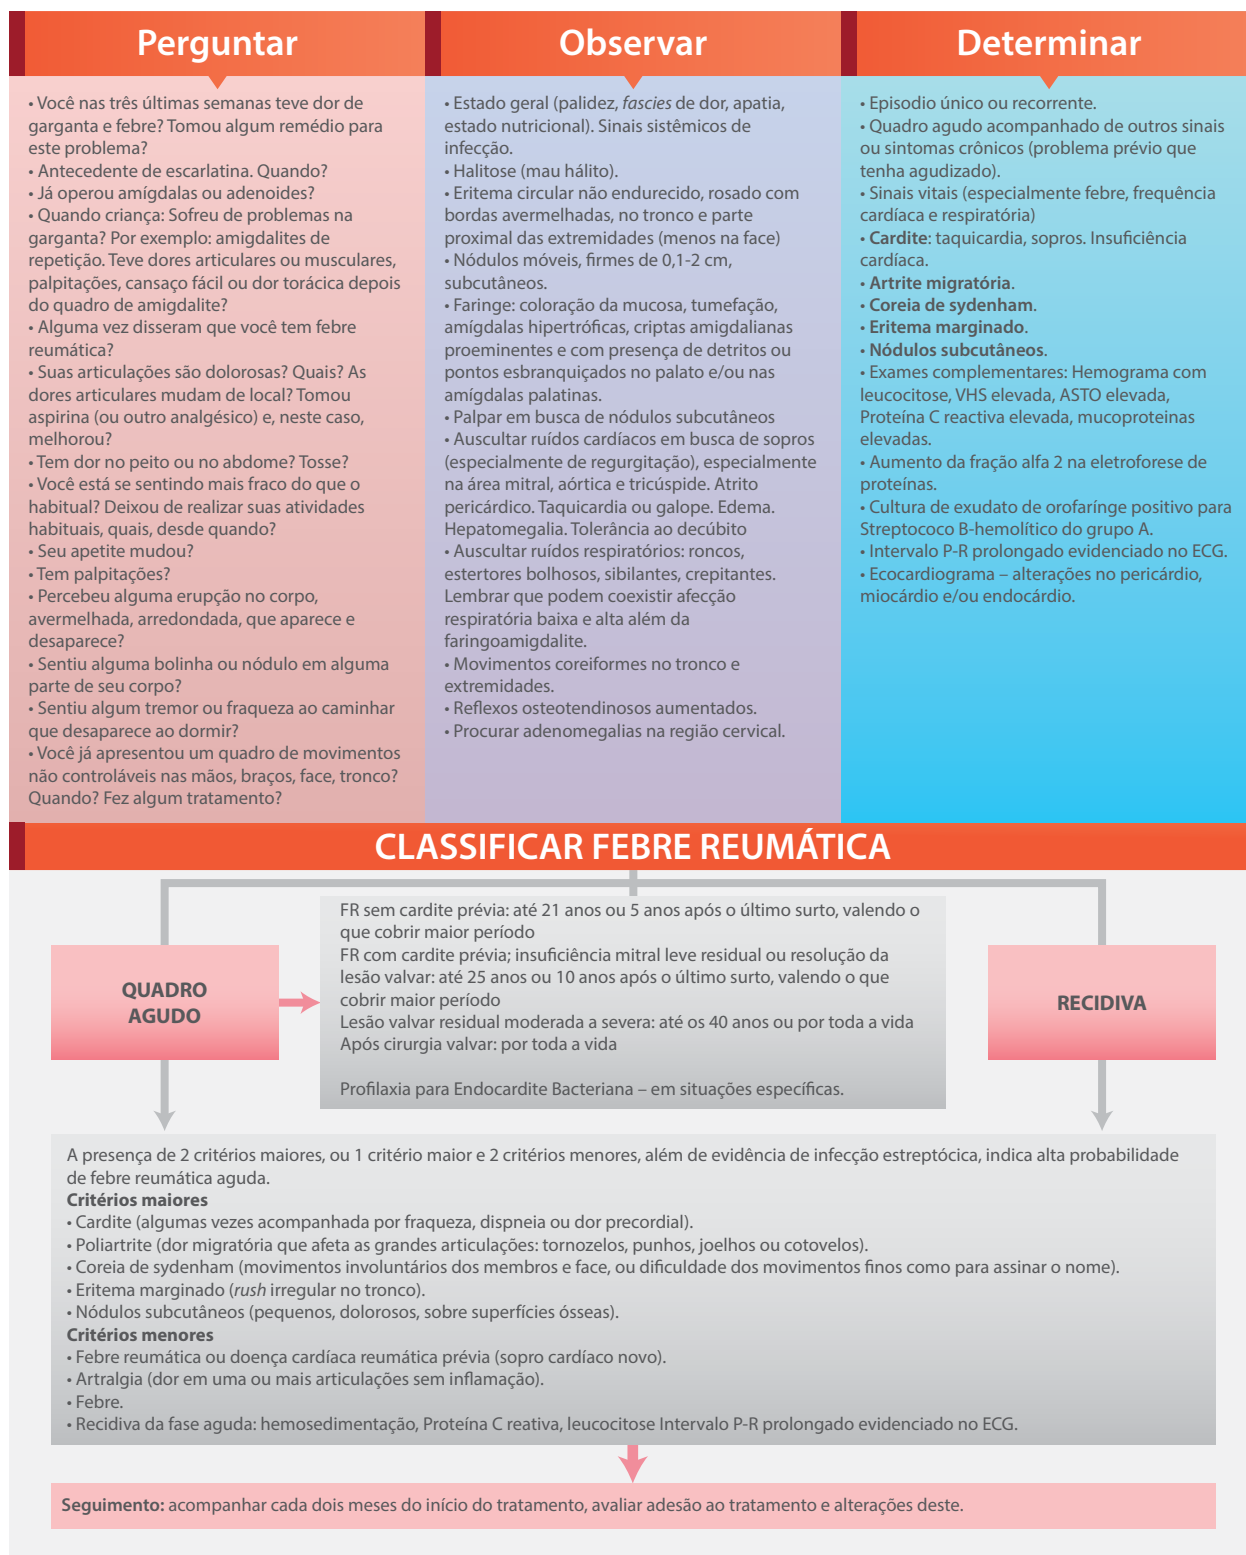 Perguntar
• Você nas três últimas semanas teve dor de
garganta e febre? Tomou algum remédio para
este problema?
• Antecedente de escarlatina. Quando?
• Já operou amígdalas ou adenoides?
• Quando criança: Sofreu de problemas na
garganta? Por exemplo: amigdalites de
repetição. Teve dores articulares ou musculares,
palpitações, cansaço fácil ou dor torácica depois
do quadro de amigdalite?
• Alguma vez disseram que você tem febre
reumática?
• Suas articulações são dolorosas? Quais? As
dores articulares mudam de local? Tomou
aspirina (ou outro analgésico) e, neste caso,
melhorou?
• Tem dor no peito ou no abdome? Tosse?
• Você está se sentindo mais fraco do que o
habitual? Deixou de realizar suas atividades
habituais, quais, desde quando?
• Seu apetite mudou?
• Tem palpitações?
• Percebeu alguma erupção no corpo,
avermelhada, arredondada, que aparece e
desaparece?
• Sentiu alguma bolinha ou nódulo em alguma
parte de seu corpo?
• Sentiu algum tremor ou fraqueza ao caminhar
que desaparece ao dormir?
• Você já apresentou um quadro de movimentos
não controláveis nas mãos, braços, face, tronco?
Quando? Fez algum tratamento?
Observar
• Estado geral (palidez, fascies de dor, apatia,
estado nutricional). Sinais sistêmicos de
infecção.
• Halitose (mau hálito).
• Eritema circular não endurecido, rosado com
bordas avermelhadas, no tronco e parte
proximal das extremidades (menos na face)
• Nódulos móveis, firmes de 0,1-2 cm,
subcutâneos.
• Faringe: coloração da mucosa, tumefação,
amígdalas hipertróficas, criptas amigdalianas
proeminentes e com presença de detritos ou
pontos esbranquiçados no palato e/ou nas
amígdalas palatinas.
• Palpar em busca de nódulos subcutâneos
• Auscultar ruídos cardíacos em busca de sopros
(especialmente de regurgitação), especialmente
na área mitral, aórtica e tricúspide. Atrito
pericárdico. Taquicardia ou galope. Edema.
Hepatomegalia. Tolerância ao decúbito
• Auscultar ruídos respiratórios: roncos,
estertores bolhosos, sibilantes, crepitantes.
Lembrar que podem coexistir afecção
respiratória baixa e alta além da
faringoamigdalite.
• Movimentos coreiformes no tronco e
extremidades.
• Reflexos osteotendinosos aumentados.
• Procurar adenomegalias na região cervical.
Determinar
• Episodio único ou recorrente.
• Quadro agudo acompanhado de outros sinais
ou sintomas crônicos (problema prévio que
tenha agudizado).
• Sinais vitais (especialmente febre, frequência
cardíaca e respiratória)
• Cardite: taquicardia, sopros. Insuficiência
cardíaca.
• Artrite migratória.
• Coreia de sydenham.
• Eritema marginado.
• Nódulos subcutâneos.
• Exames complementares: Hemograma com
leucocitose, VHS elevada, ASTO elevada,
Proteína C reactiva elevada, mucoproteinas
elevadas.
• Aumento da fração alfa 2 na eletroforese de
proteínas.
• Cultura de exudato de orofarínge positivo para
Streptococo B-hemolítico do grupo A.
• Intervalo P-R prolongado evidenciado no ECG.
• Ecocardiograma – alterações no pericárdio,
miocárdio e/ou endocárdio.
CLASSIFICAR FEBRE REUMÁTICA
QUADRO
AGUDO
FR sem cardite prévia: até 21 anos ou 5 anos após o último surto, valendo o
que cobrir maior período
FR com cardite prévia; insuficiência mitral leve residual ou resolução da
lesão valvar: até 25 anos ou 10 anos após o último surto, valendo o que
cobrir maior período
Lesão valvar residual moderada a severa: até os 40 anos ou por toda a vida
Após cirurgia valvar: por toda a vida
Profilaxia para Endocardite Bacteriana – em situações específicas.
RECIDIVA
A presença de 2 critérios maiores, ou 1 critério maior e 2 critérios menores, além de evidência de infecção estreptócica, indica alta probabilidade
de febre reumática aguda.
Critérios maiores
• Cardite (algumas vezes acompanhada por fraqueza, dispneia ou dor precordial).
• Poliartrite (dor migratória que afeta as grandes articulações: tornozelos, punhos, joelhos ou cotovelos).
• Coreia de sydenham (movimentos involuntários dos membros e face, ou dificuldade dos movimentos finos como para assinar o nome).
• Eritema marginado (rush irregular no tronco).
• Nódulos subcutâneos (pequenos, dolorosos, sobre superfícies ósseas).
Critérios menores
• Febre reumática ou doença cardíaca reumática prévia (sopro cardíaco novo).
• Artralgia (dor em uma ou mais articulações sem inflamação).
• Febre.
• Recidiva da fase aguda: hemosedimentação, Proteína C reativa, leucocitose Intervalo P-R prolongado evidenciado no ECG.
Seguimento: acompanhar cada dois meses do início do tratamento, avaliar adesão ao tratamento e alterações deste.